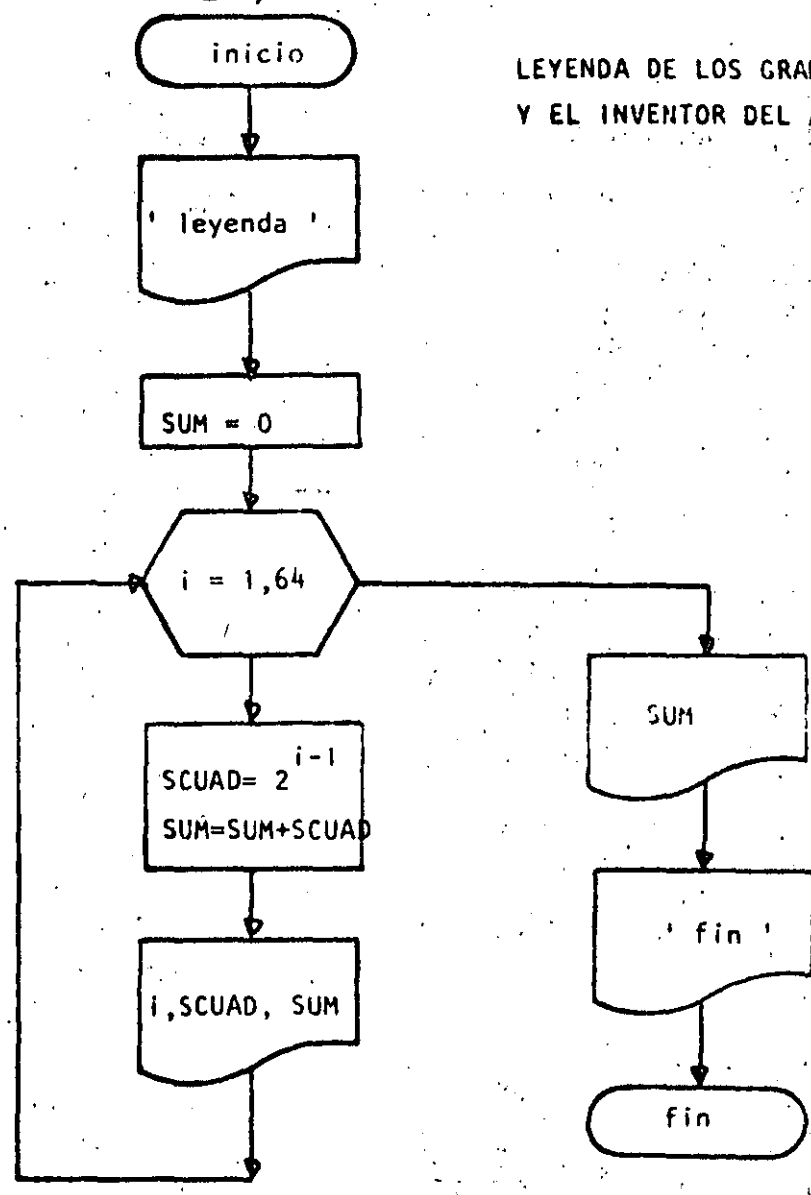 inicio
LEYENDA DE LOS
Y EL INVENTOR DEL
' leyenda '
SUM = 0
i = 1,64
SCUAD= 2 i-1
SUM=SUM+SCUAD
i,SCUAD, SUM
SUM
' fin '
fin